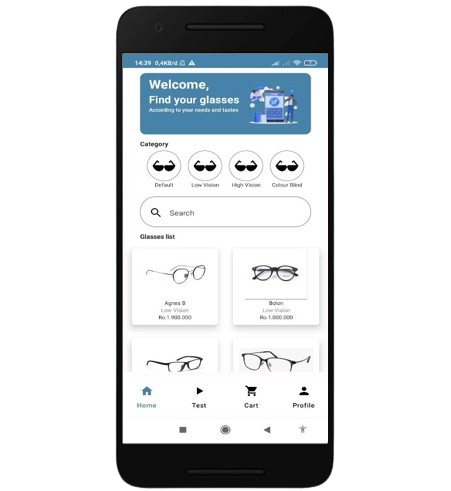 14:39 0,4KB/d
Welcome,
Find your glasses
According to your needs and tastes
Category
Default Low Vision High Vision Colour Blind
Search
Glasses list
Agnes B Bolon
Low Vision Low Vision
Rp.1.900.000 Rp.1.000.000
Home Test Cart Profile